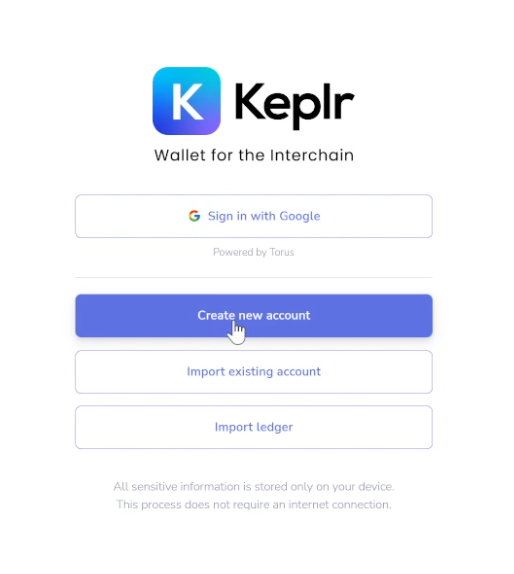 K Keplr
Wallet for the Interchain
Sign in with Google
Powered by Torus
Create new account
Import existing account
Import ledger
All sensitive information is stored only on your device.
This process does not require an internet connection.